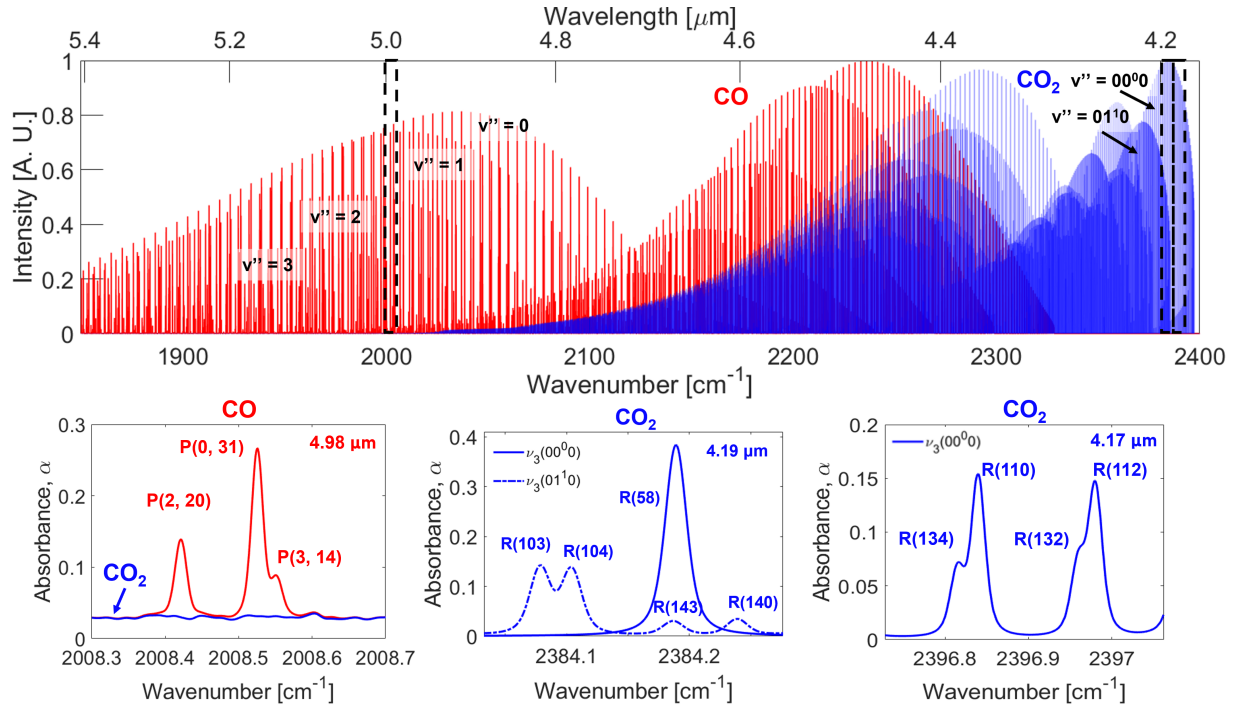 Wavelength [μm]
5.4 5.2 5.0 4.8 4.6 4.4 4.2
Intensity [A. U.]
1
0.8
0.6
0.4
0.2
0
CO
CO₂
v'' = 00⁰0
v'' = 01¹0
v'' = 0
v'' = 1
v'' = 2
v'' = 3
1900 2000 2100 2200 2300 2400
Wavenumber [cm⁻¹]
CO
4.98 μm
Absorbance, α
0.3
0.2
0.1
0
P(0, 31)
P(2, 20)
P(3, 14)
CO₂
2008.3 2008.4 2008.5 2008.6 2008.7
Wavenumber [cm⁻¹]
CO₂
4.19 μm
Absorbance, α
0.4
0.3
0.2
0.1
0
ν₃(00⁰0)
ν₃(01¹0)
R(58)
R(103)
R(104)
R(143)
R(140)
2384.1 2384.2
Wavenumber [cm⁻¹]
CO₂
4.17 μm
Absorbance, α
0.2
0.15
0.1
0.05
0
ν₃(00⁰0)
R(110)
R(112)
R(134)
R(132)
2396.8 2396.9 2397
Wavenumber [cm⁻¹]